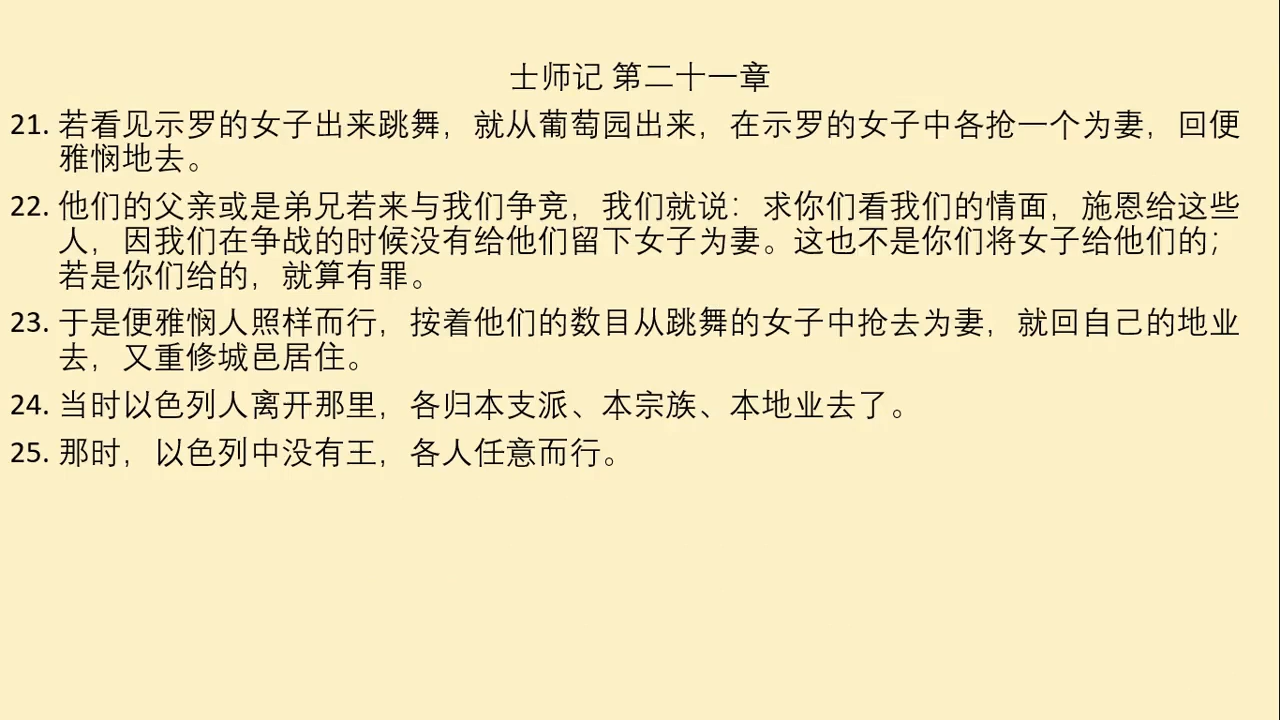 士师记 第二十一章
21. 若看见示罗的女子出来跳舞，就从葡萄园出来，在示罗的女子中各抢一个为妻，回便
雅悯地去。
22. 他们的父亲或是弟兄若来与我们争竞，我们就说：求你们看我们的情面，施恩给这些
人，因我们在争战的时候没有给他们留下女子为妻。这也不是你们将女子给他们的；
若是你们给的，就算有罪。
23. 于是便雅悯人照样而行，按着他们的数目从跳舞的女子中抢去为妻，就回自己的地业
去，又重修城邑居住。
24. 当时以色列人离开那里，各归本支派、本宗族、本地业去了。
25. 那时，以色列中没有王，各人任意而行。